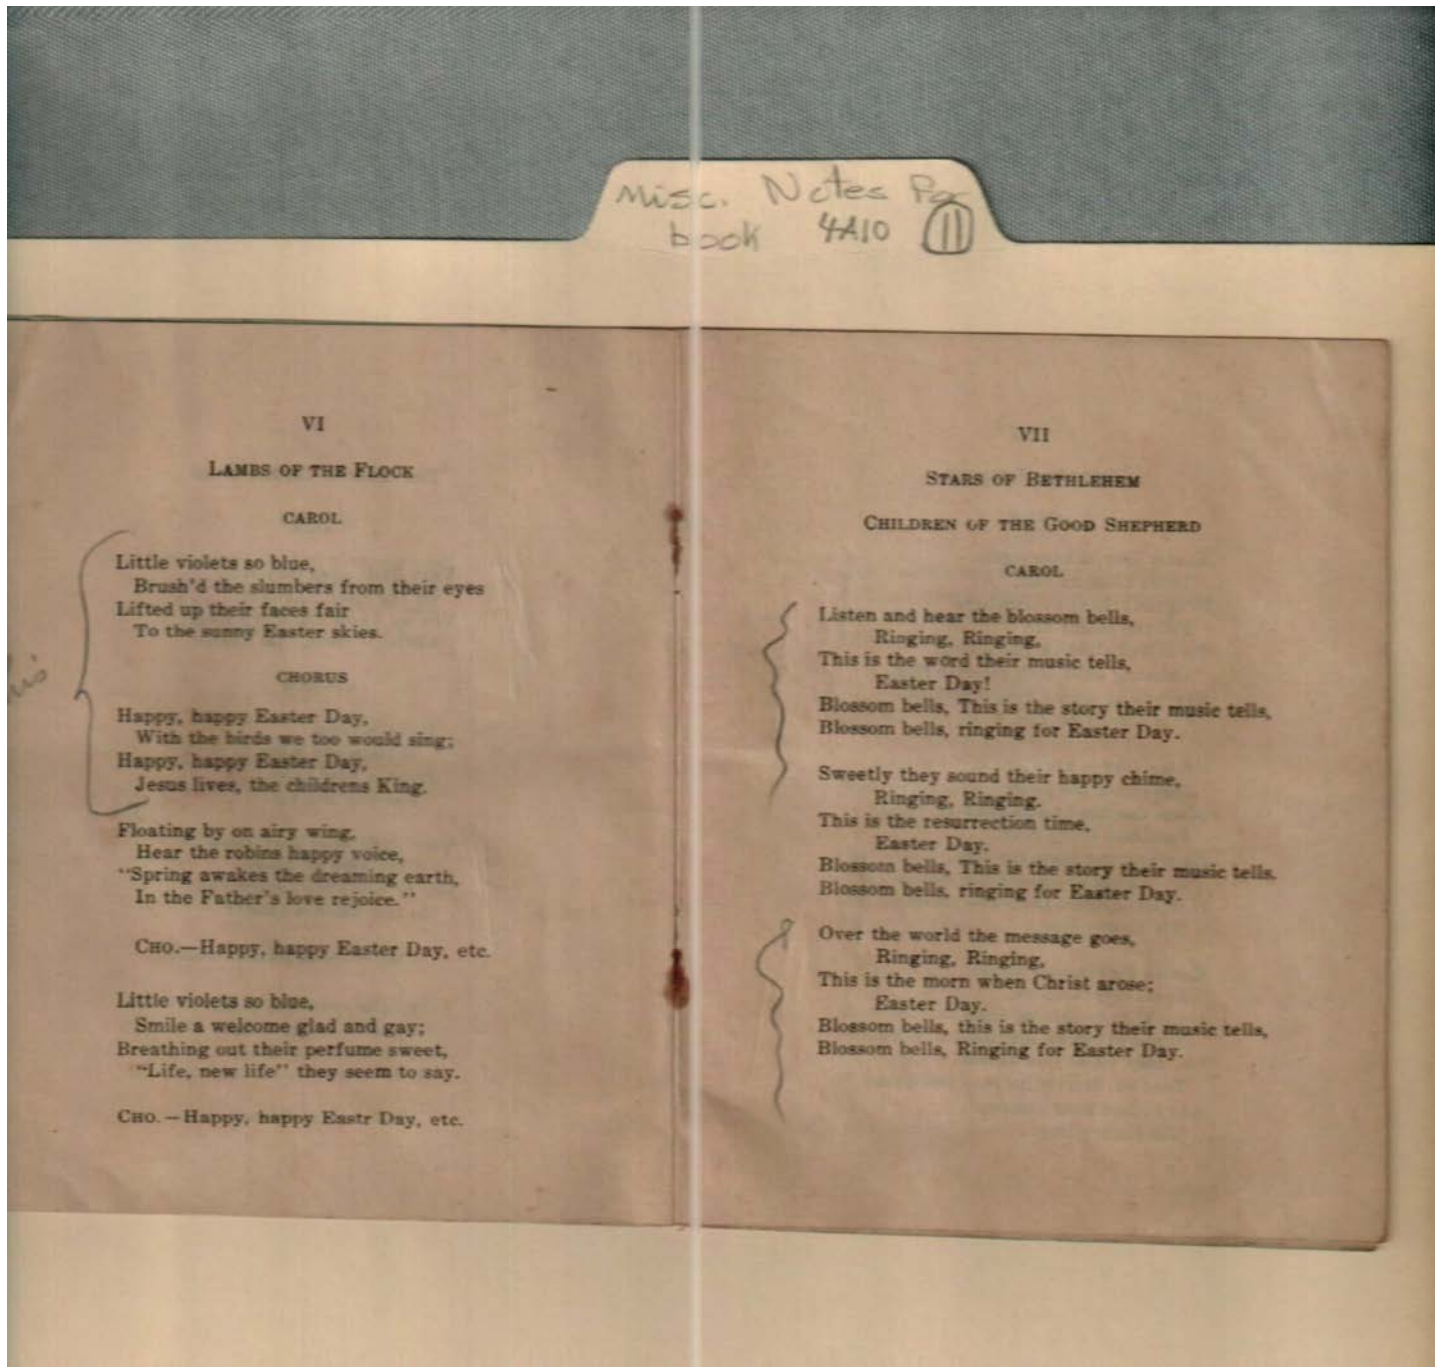 Misc. Notes For
book 4A10 11
VI
LAMBS OF THE FLOCK
CAROL
Little violets so blue,
Brush'd the slumbers from their eyes
Lifted up their faces fair
To the sunny Easter skies.
CHORUS
Happy, happy Easter Day,
With the birds we too would sing;
Happy, happy Easter Day,
Jesus lives, the childrens King.
Floating by on airy wing,
Hear the robins happy voice,
"Spring awakes the dreaming earth,
In the Father's love rejoice."
CHO.—Happy, happy Easter Day, etc.
Little violets so blue,
Smile a welcome glad and gay;
Breathing out their perfume sweet,
"Life, new life" they seem to say.
CHO.—Happy, happy Eastr Day, etc.
VII
STARS OF BETHLEHEM
CHILDREN OF THE GOOD SHEPHERD
CAROL
Listen and hear the blossom bells,
Ringing, Ringing,
This is the word their music tells,
Easter Day!
Blossom bells, This is the story their music tells,
Blossom bells, ringing for Easter Day.
Sweetly they sound their happy chime,
Ringing, Ringing.
This is the resurrection time,
Easter Day.
Blossom bells, This is the story their music tells.
Blossom bells, ringing for Easter Day.
Over the world the message goes,
Ringing, Ringing,
This is the morn when Christ arose;
Easter Day.
Blossom bells, this is the story their music tells,
Blossom bells, Ringing for Easter Day.